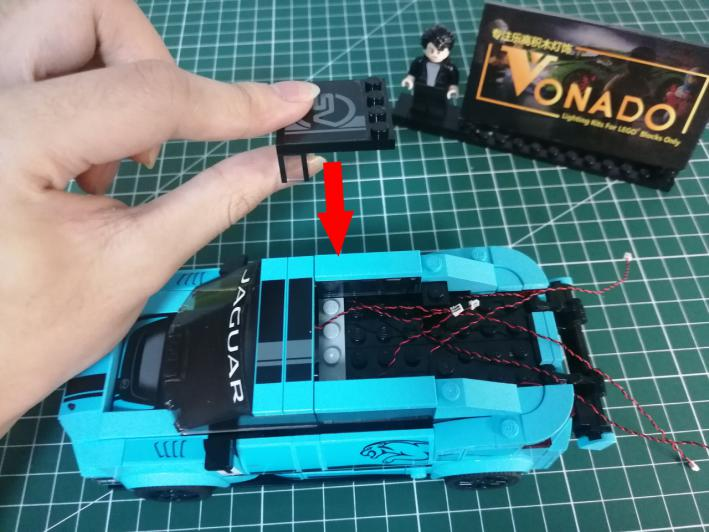 专注乐高积木灯饰
VONADO
Lighting Kits For LEGO® Blocks Only
JAGUAR